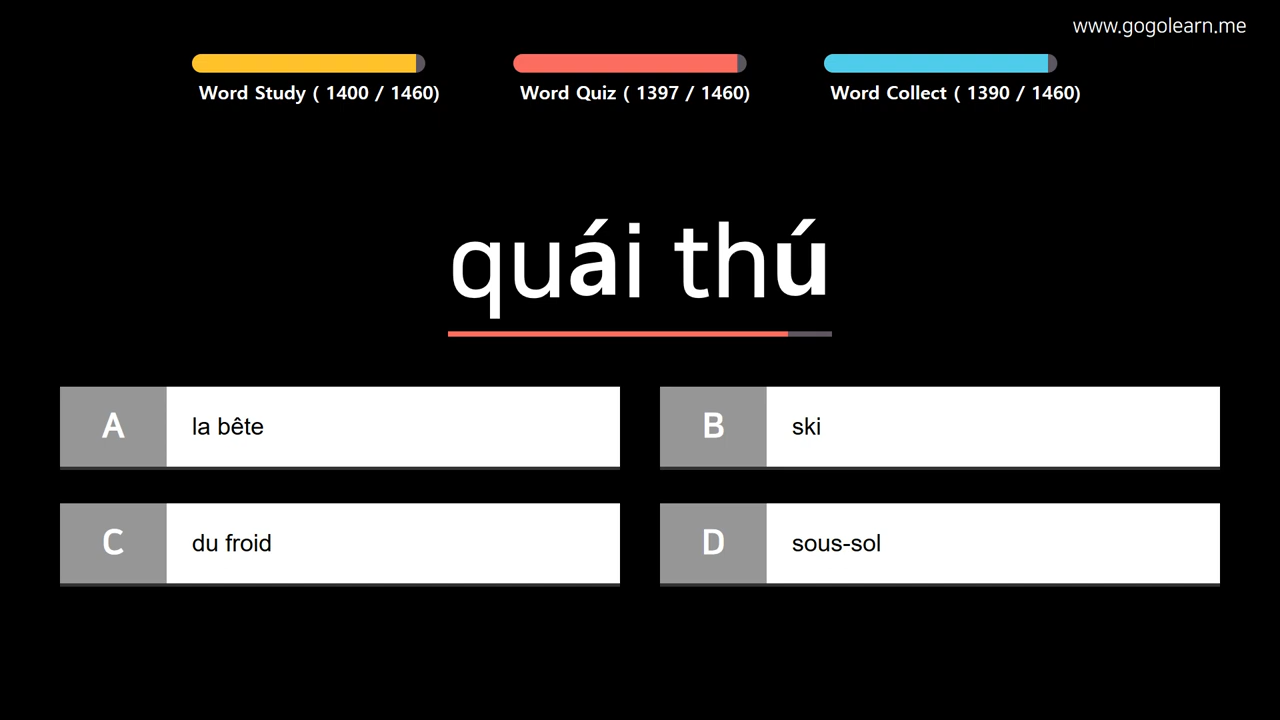 www.gogolearn.me
Word Study ( 1400 / 1460)
Word Quiz ( 1397 / 1460)
Word Collect ( 1390 / 1460)
quái thú
A la bête
B ski
C du froid
D sous-sol